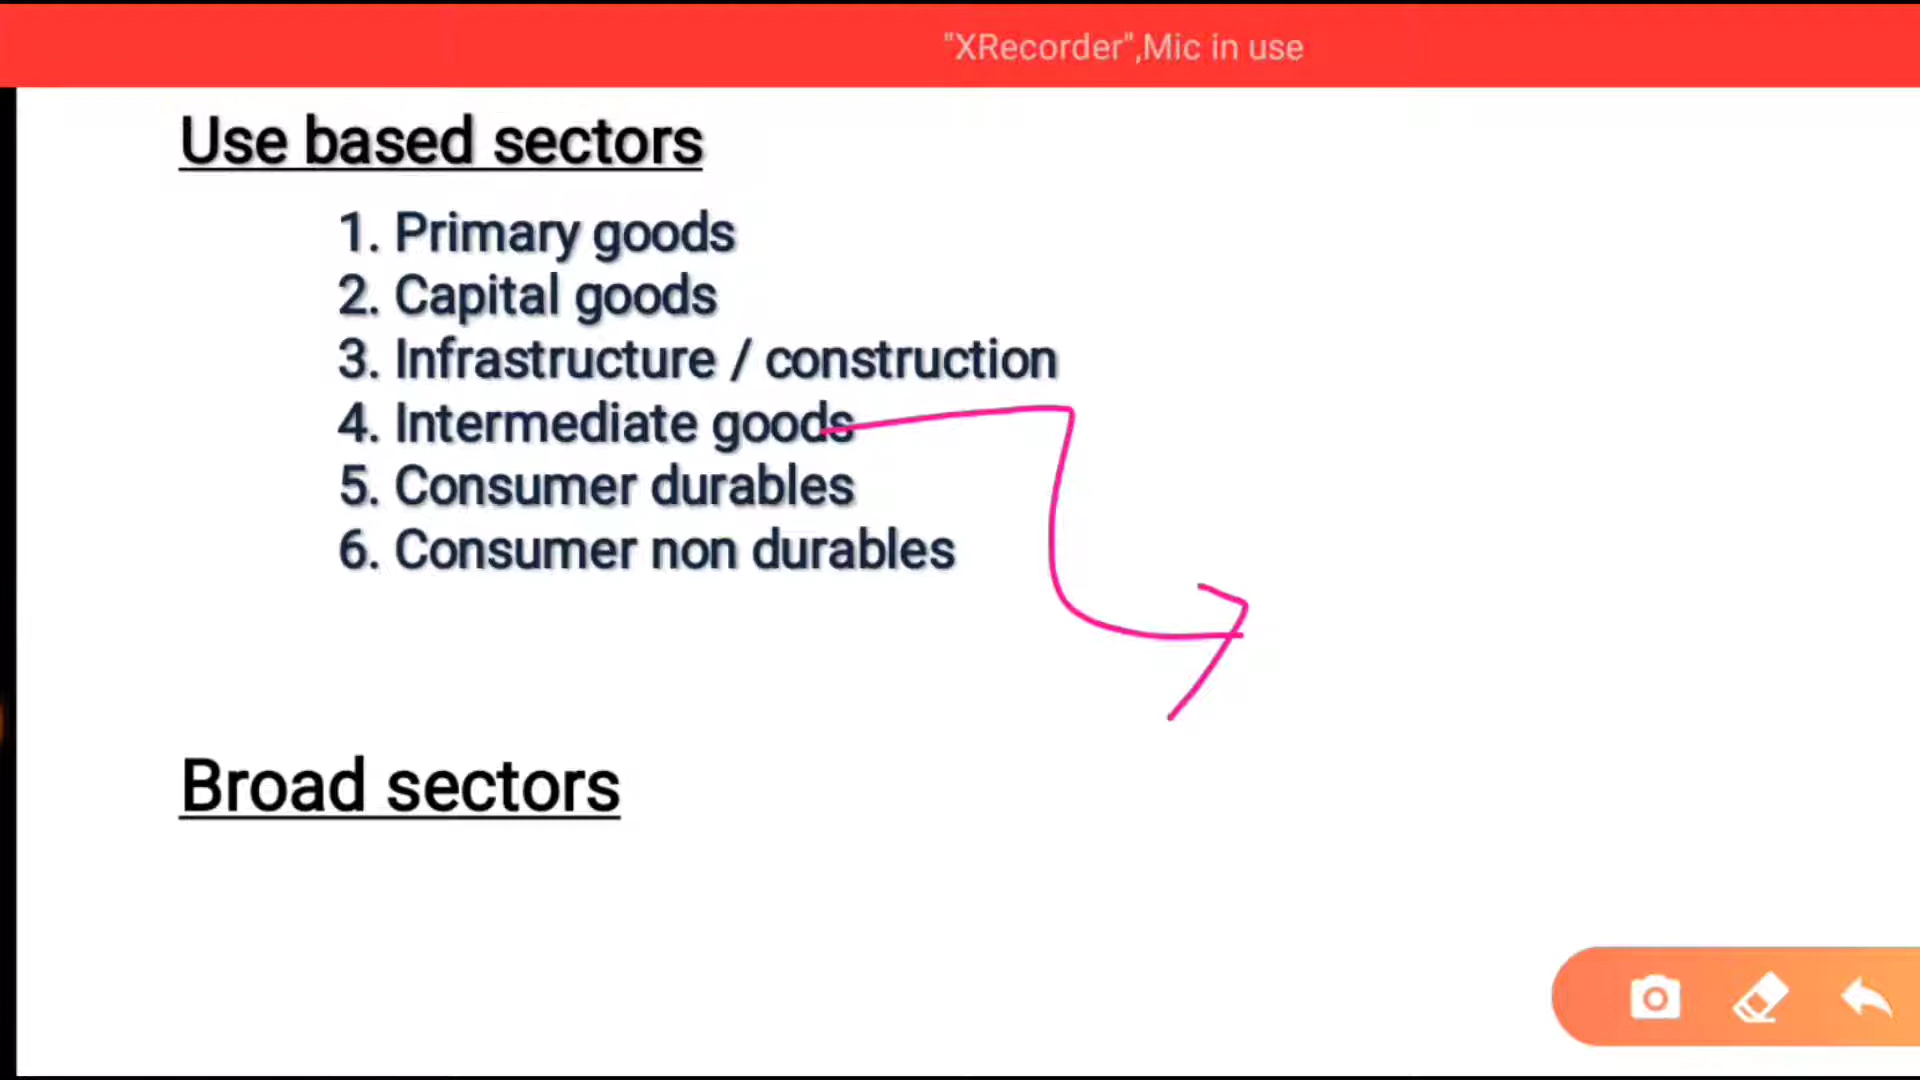 "XRecorder",Mic in use
Use based sectors
1. Primary goods
2. Capital goods
3. Infrastructure / construction
4. Intermediate goods
5. Consumer durables
6. Consumer non durables
Broad sectors